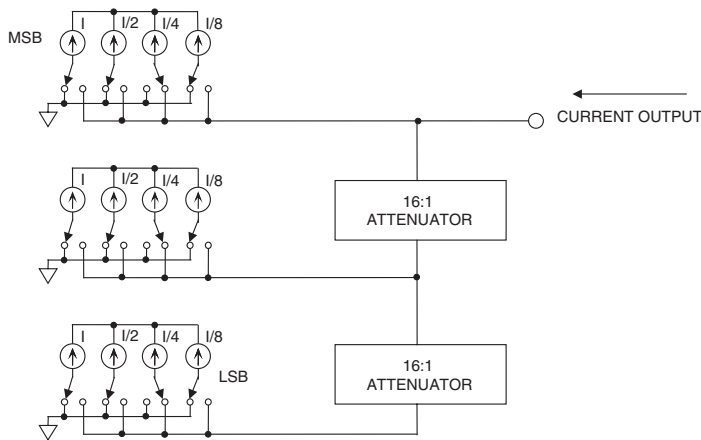 I I/2 I/4 I/8
MSB
CURRENT OUTPUT
I I/2 I/4 I/8
16:1
ATTENUATOR
I I/2 I/4 I/8
LSB
16:1
ATTENUATOR